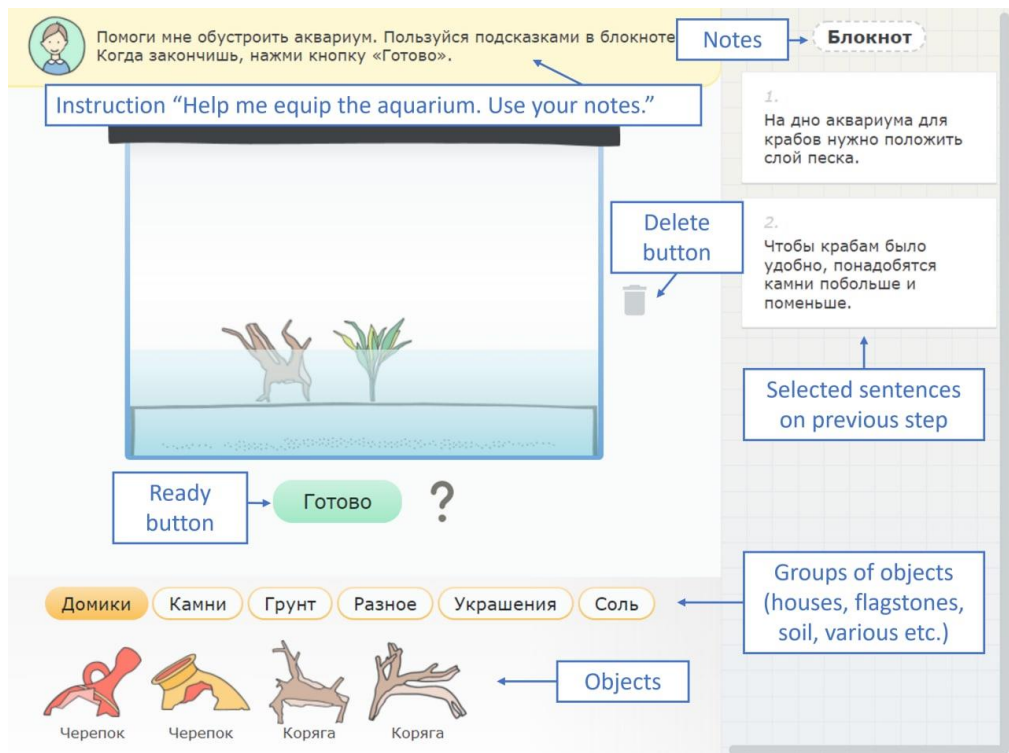 Помоги мне обустроить аквариум. Пользуйся подсказками в блокноте
Когда закончишь, нажми кнопку «Готово».
Notes
Блокнот
Instruction “Help me equip the aquarium. Use your notes.”
1.
На дно аквариума для
крабов нужно положить
слой песка.
Delete
button
2.
Чтобы крабам было
удобно, понадобятся
камни побольше и
поменьше.
Selected sentences
on previous step
Ready
button
Готово
?
Groups of objects
(houses, flagstones,
soil, various etc.)
Домики
Камни
Грунт
Разное
Украшения
Соль
Objects
Черепок
Черепок
Коряга
Коряга